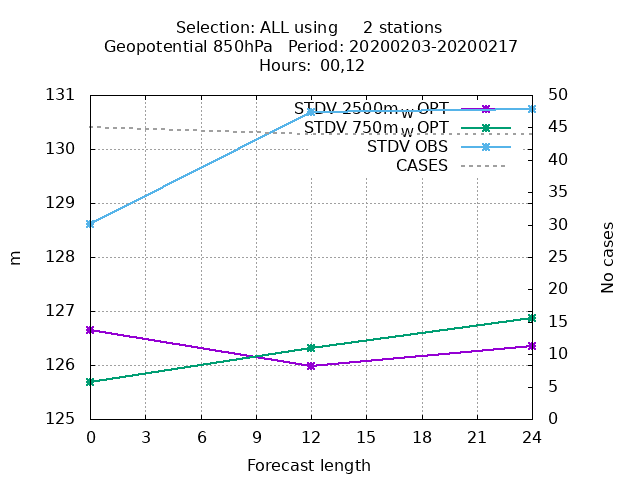 Selection: ALL using     2 stations
Geopotential 850hPa   Period: 20200203-20200217
Hours:  00,12
131
130
129
128
127
126
125
m
50
45
40
35
30
25
20
15
10
5
0
No cases
STDV 2500m_W OPT
STDV 750m_W OPT
STDV OBS
CASES
0 3 6 9 12 15 18 21 24
Forecast length